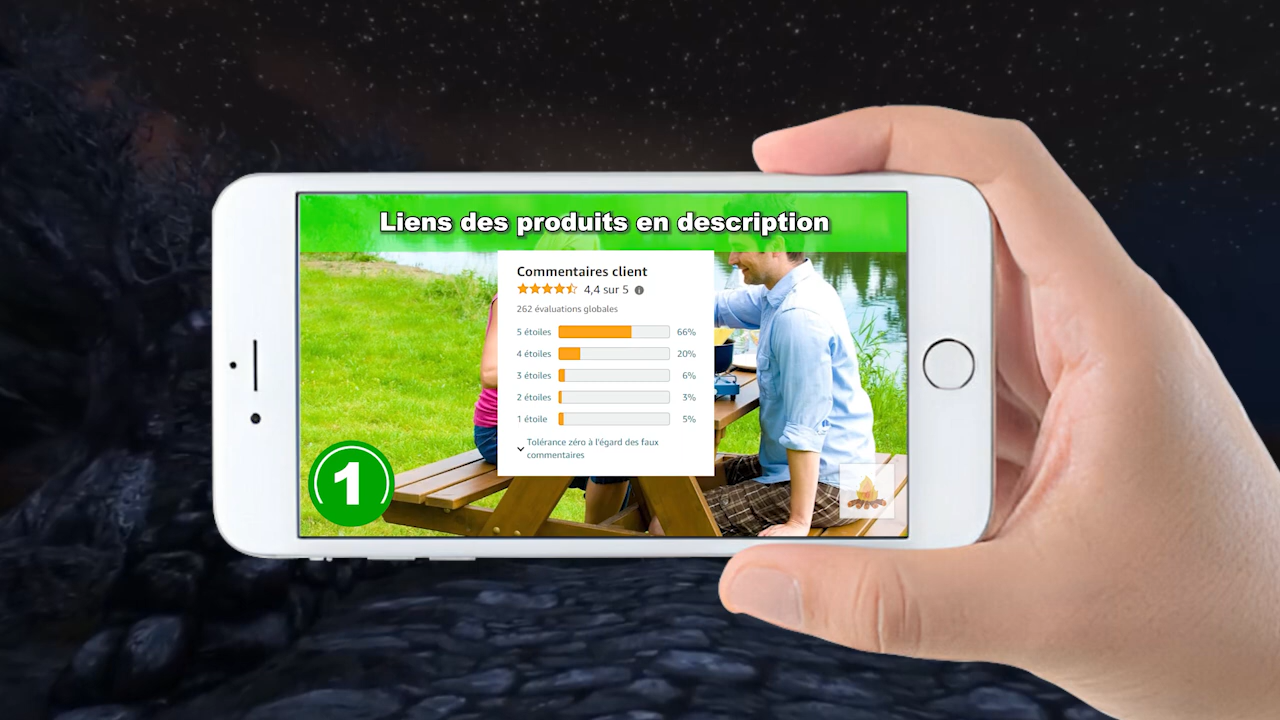 Liens des produits en description
Commentaires client
4,4 sur 5
262 évaluations globales
5 étoiles 66%
4 étoiles 20%
3 étoiles 6%
2 étoiles 3%
1 étoile 5%
Tolérance zéro à l'égard des faux
commentaires
1